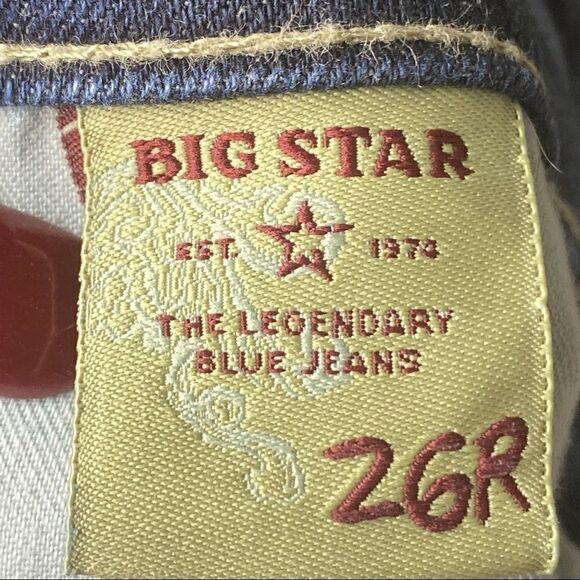 BIG STAR
EST. 1974
THE LEGENDARY
BLUE JEANS
26R